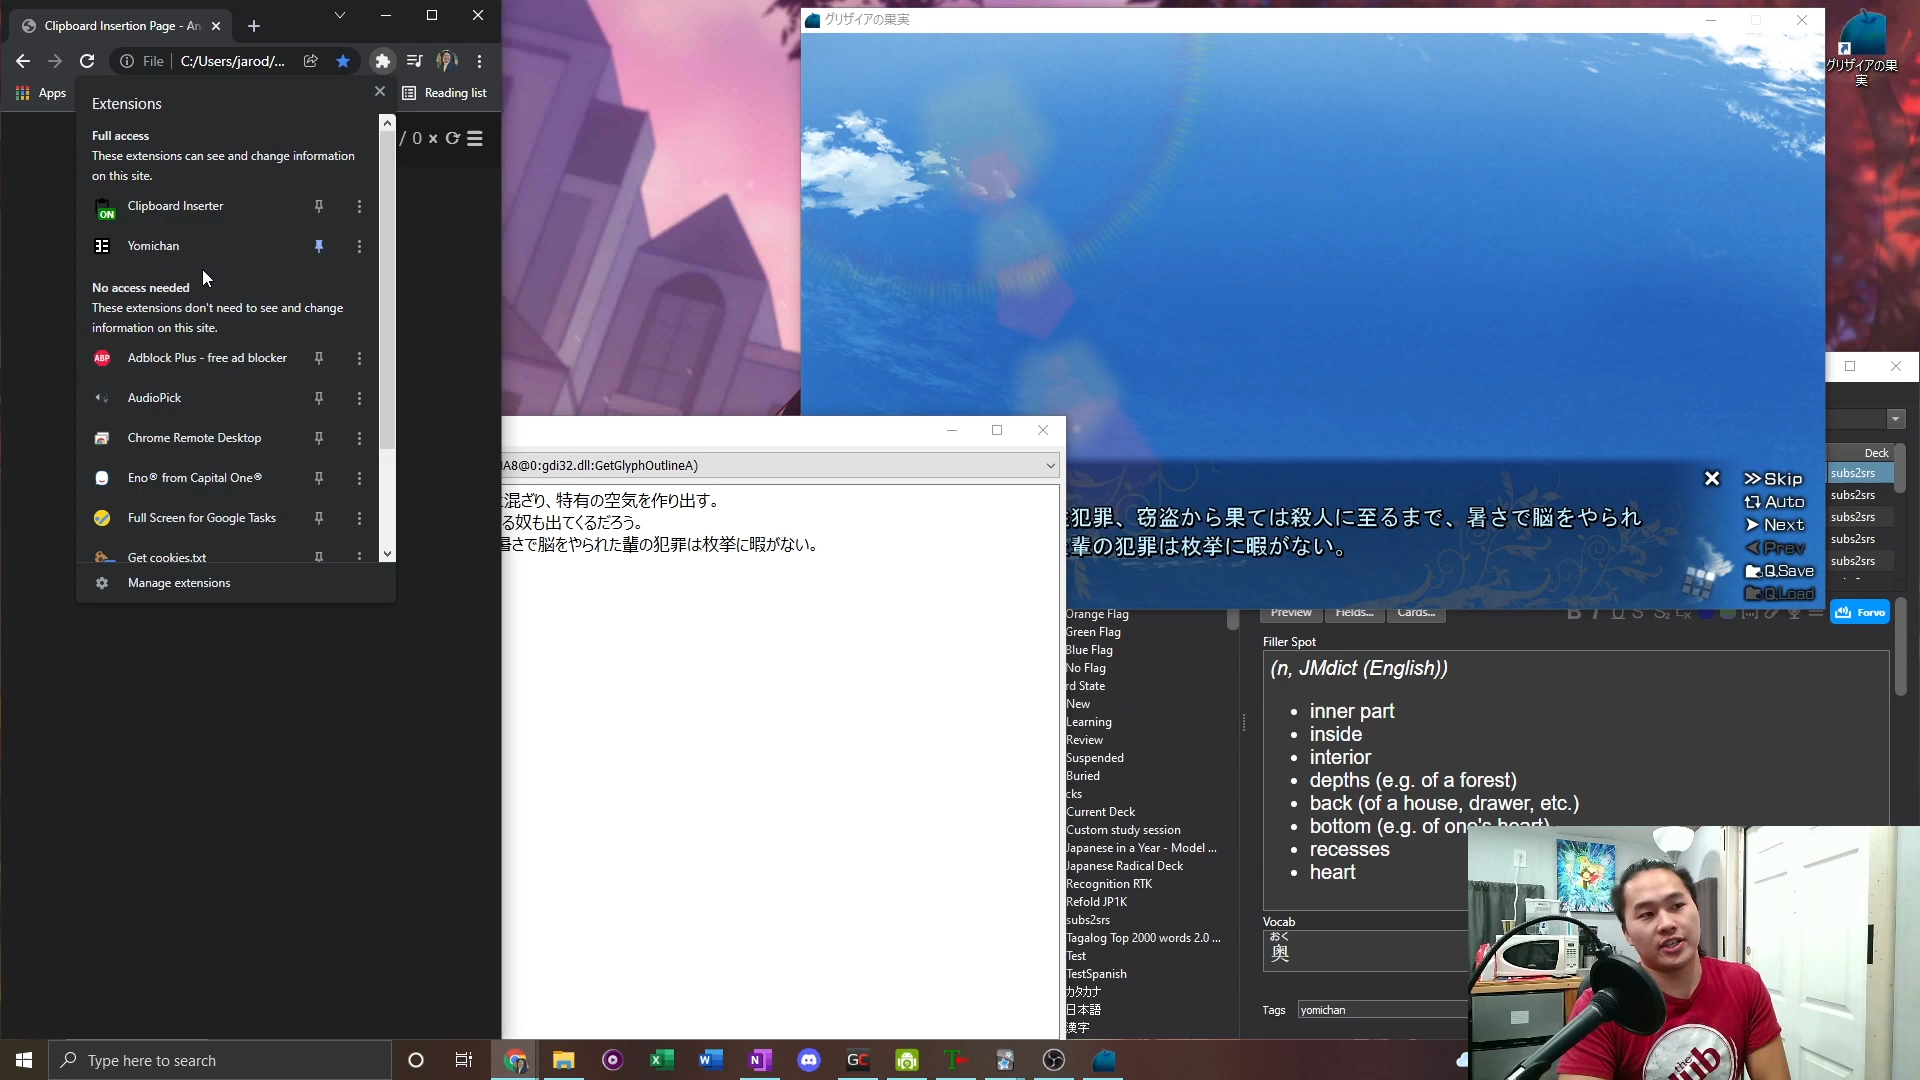 Clipboard Insertion Page - An
File
C:/Users/jarod/...
Apps
Reading list
Extensions
Full access
These extensions can see and change information
on this site.
ON
Clipboard Inserter
Yomichan
No access needed
These extensions don't need to see and change
information on this site.
ABP
Adblock Plus - free ad blocker
AudioPick
Chrome Remote Desktop
Eno® from Capital One®
Full Screen for Google Tasks
Get cookies.txt
Manage extensions
/ 0 ×
グリザイアの果実
グリザイアの果
実
A8@0:gdi32.dll:GetGlyphOutlineA)
混ざり、特有の空気を作り出す。
る奴も出てくるだろう。
暑さで脳をやられた輩の犯罪は枚挙に暇がない。
犯罪、窃盗から果ては殺人に至るまで、暑さで脳をやられ
輩の犯罪は枚挙に暇がない。
Skip
Auto
Next
Prev
Q.Save
Q.Load
Deck
subs2srs
subs2srs
subs2srs
subs2srs
subs2srs
Orange Flag
Green Flag
Blue Flag
No Flag
rd State
New
Learning
Review
Suspended
Buried
cks
Current Deck
Custom study session
Japanese in a Year - Model ...
Japanese Radical Deck
Recognition RTK
Refold JP1K
subs2srs
Tagalog Top 2000 words 2.0 ...
Test
TestSpanish
カタカナ
日本語
漢字
Preview
Fields...
Cards...
Forvo
Filler Spot
(n, JMdict (English))
inner part
inside
interior
depths (e.g. of a forest)
back (of a house, drawer, etc.)
bottom (e.g. of one's heart)
recesses
heart
Vocab
おく
奥
Tags
yomichan
Type here to search
GC
the